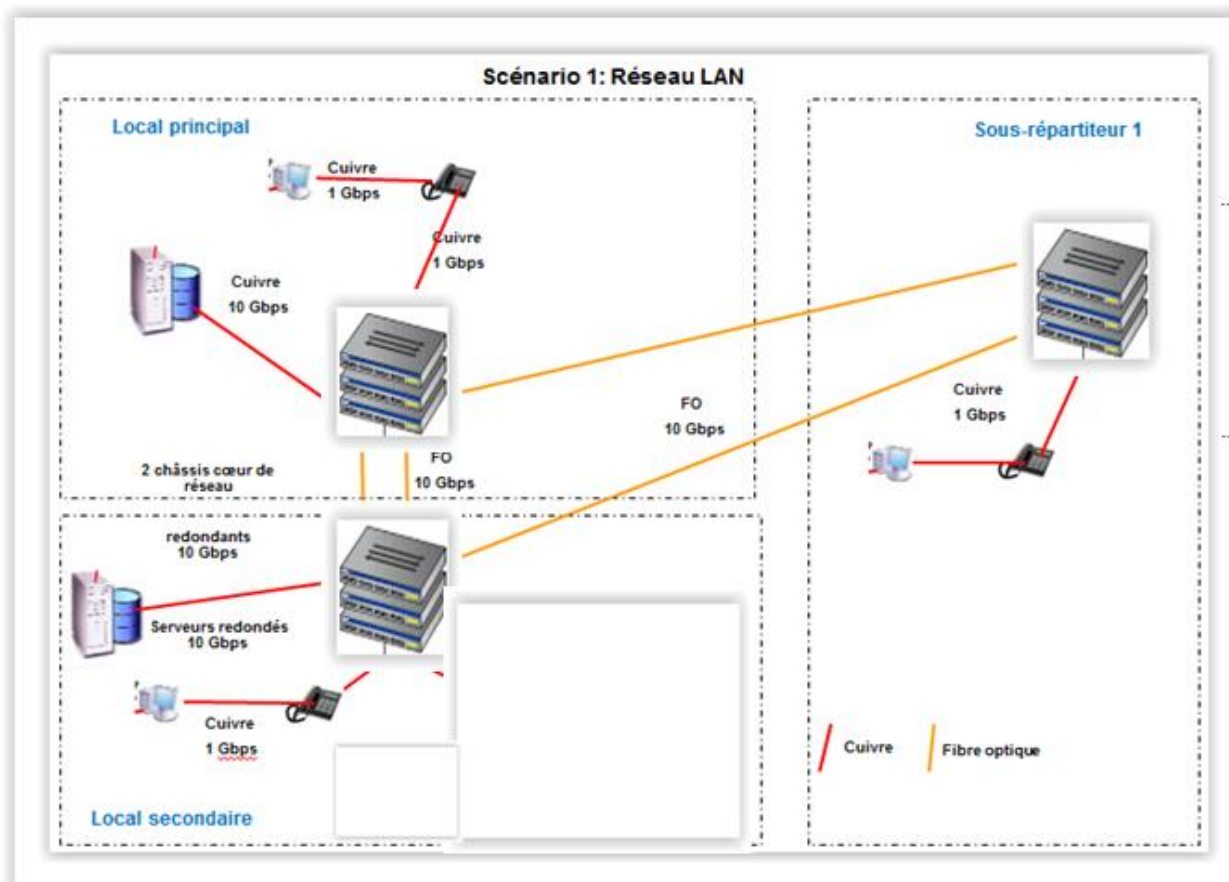 Scénario 1: Réseau LAN
Local principal
Cuivre
1 Gbps
Cuivre
1 Gbps
Cuivre
10 Gbps
2 châssis cœur de
réseau
FO
10 Gbps
FO
10 Gbps
Sous-répartiteur 1
Cuivre
1 Gbps
redondants
10 Gbps
Serveurs redondés
10 Gbps
Cuivre
1 Gbps
Local secondaire
Cuivre
Fibre optique